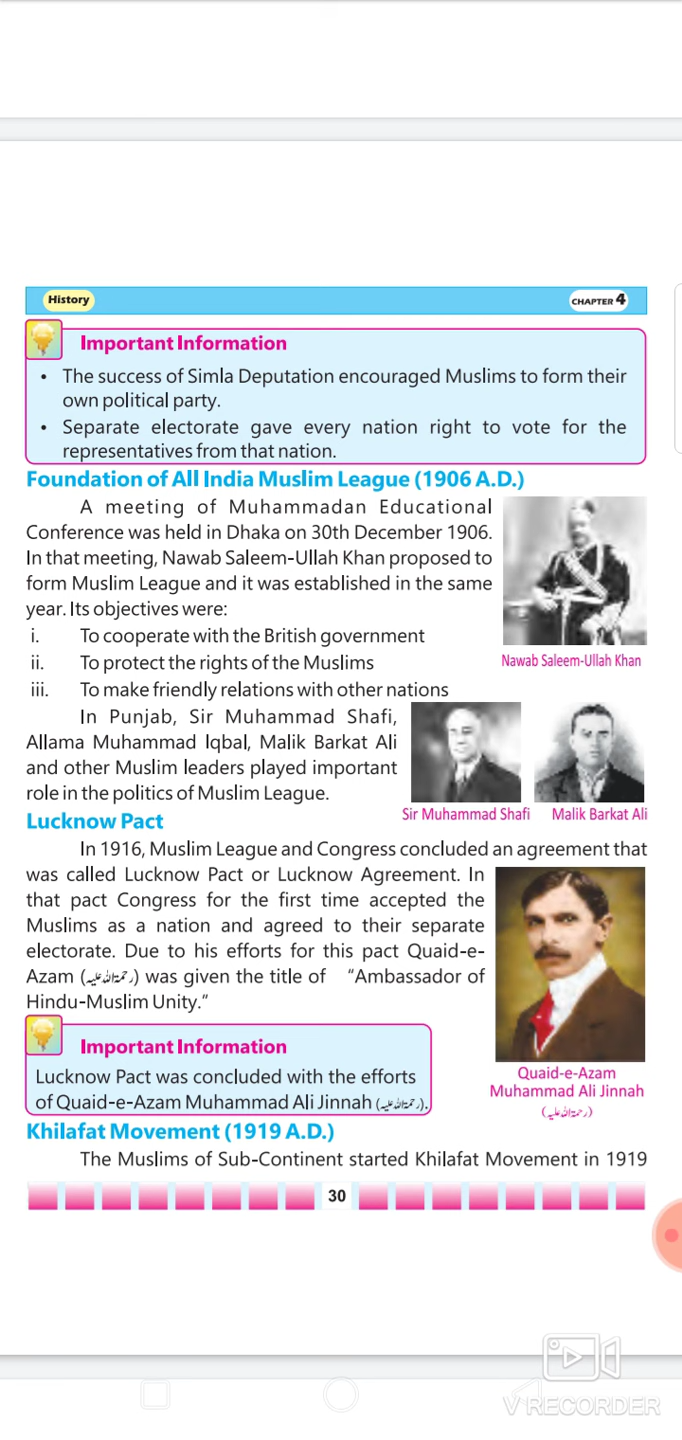 History
CHAPTER 4
Important Information
• The success of Simla Deputation encouraged Muslims to form their
own political party.
• Separate electorate gave every nation right to vote for the
representatives from that nation.
Foundation of All India Muslim League (1906 A.D.)
A meeting of Muhammadan Educational
Conference was held in Dhaka on 30th December 1906.
In that meeting, Nawab Saleem-Ullah Khan proposed to
form Muslim League and it was established in the same
year. Its objectives were:
i. To cooperate with the British government
ii. To protect the rights of the Muslims
iii. To make friendly relations with other nations
Nawab Saleem-Ullah Khan
In Punjab, Sir Muhammad Shafi,
Allama Muhammad Iqbal, Malik Barkat Ali
and other Muslim leaders played important
role in the politics of Muslim League.
Sir Muhammad Shafi
Malik Barkat Ali
Lucknow Pact
In 1916, Muslim League and Congress concluded an agreement that
was called Lucknow Pact or Lucknow Agreement. In
that pact Congress for the first time accepted the
Muslims as a nation and agreed to their separate
electorate. Due to his efforts for this pact Quaid-e-
Azam (رحمۃ اللہ علیہ) was given the title of “Ambassador of
Hindu-Muslim Unity.”
Important Information
Lucknow Pact was concluded with the efforts
of Quaid-e-Azam Muhammad Ali Jinnah (رحمۃ اللہ علیہ).
Quaid-e-Azam
Muhammad Ali Jinnah
(رحمۃ اللہ علیہ)
Khilafat Movement (1919 A.D.)
The Muslims of Sub-Continent started Khilafat Movement in 1919
30
V RECORDER